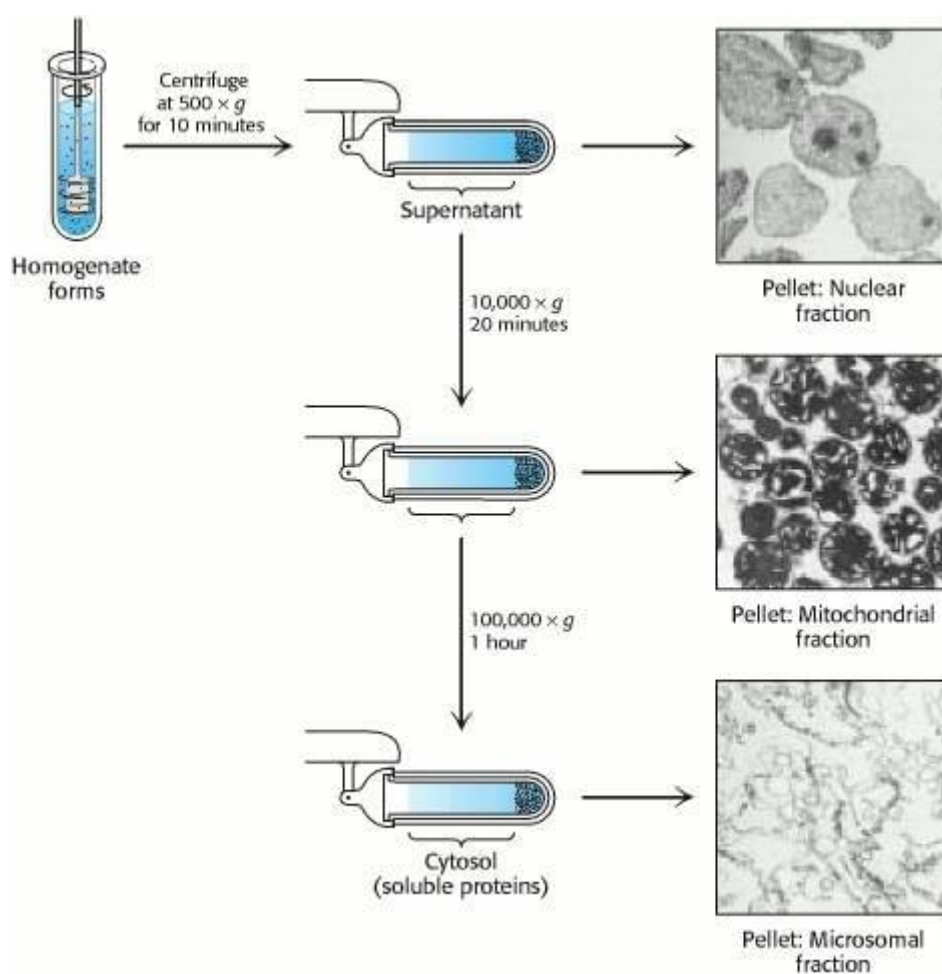 Centrifuge
at 500 × g
for 10 minutes
Supernatant
Homogenate
forms
Pellet: Nuclear
fraction
10,000 × g
20 minutes
Pellet: Mitochondrial
fraction
100,000 × g
1 hour
Cytosol
(soluble proteins)
Pellet: Microsomal
fraction